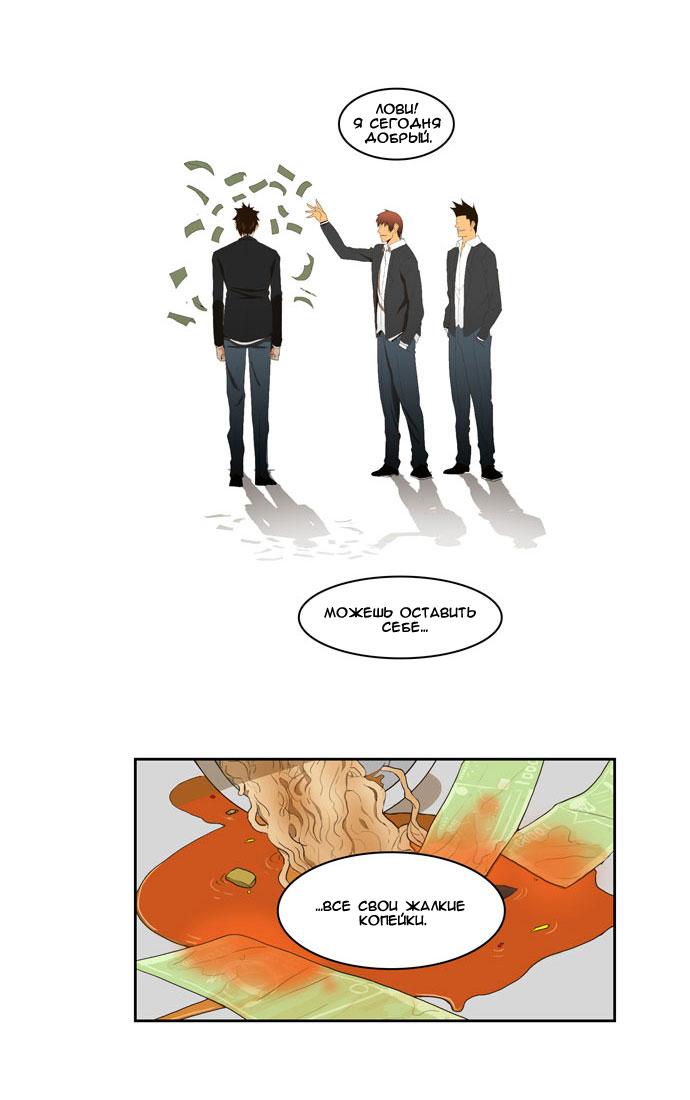 ЛОВИ!
Я СЕГОДНЯ
ДОБРЫЙ.
МОЖЕШЬ ОСТАВИТЬ
СЕБЕ...
...ВСЕ СВОИ ЖАЛКИЕ
КОПЕЙКИ.